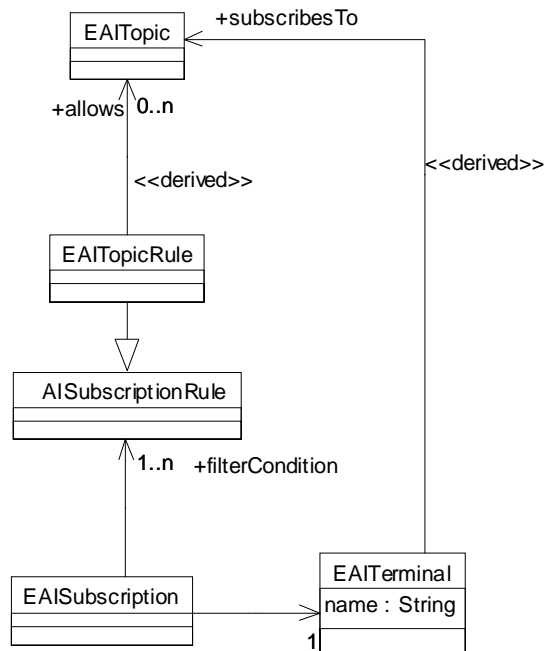 +subscribesTo
EAITopic
+allows 0..n
<<derived>>
<<derived>>
EAITopicRule
AISubscriptionRule
1..n +filterCondition
EAITerminal
EAISubscription
name : String
1